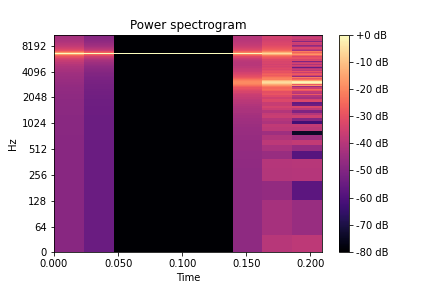 Power spectrogram
8192
4096
2048
1024
512
256
128
64
0
Hz
0.000 0.050 0.100 0.150 0.200
Time
+0 dB
-10 dB
-20 dB
-30 dB
-40 dB
-50 dB
-60 dB
-70 dB
-80 dB